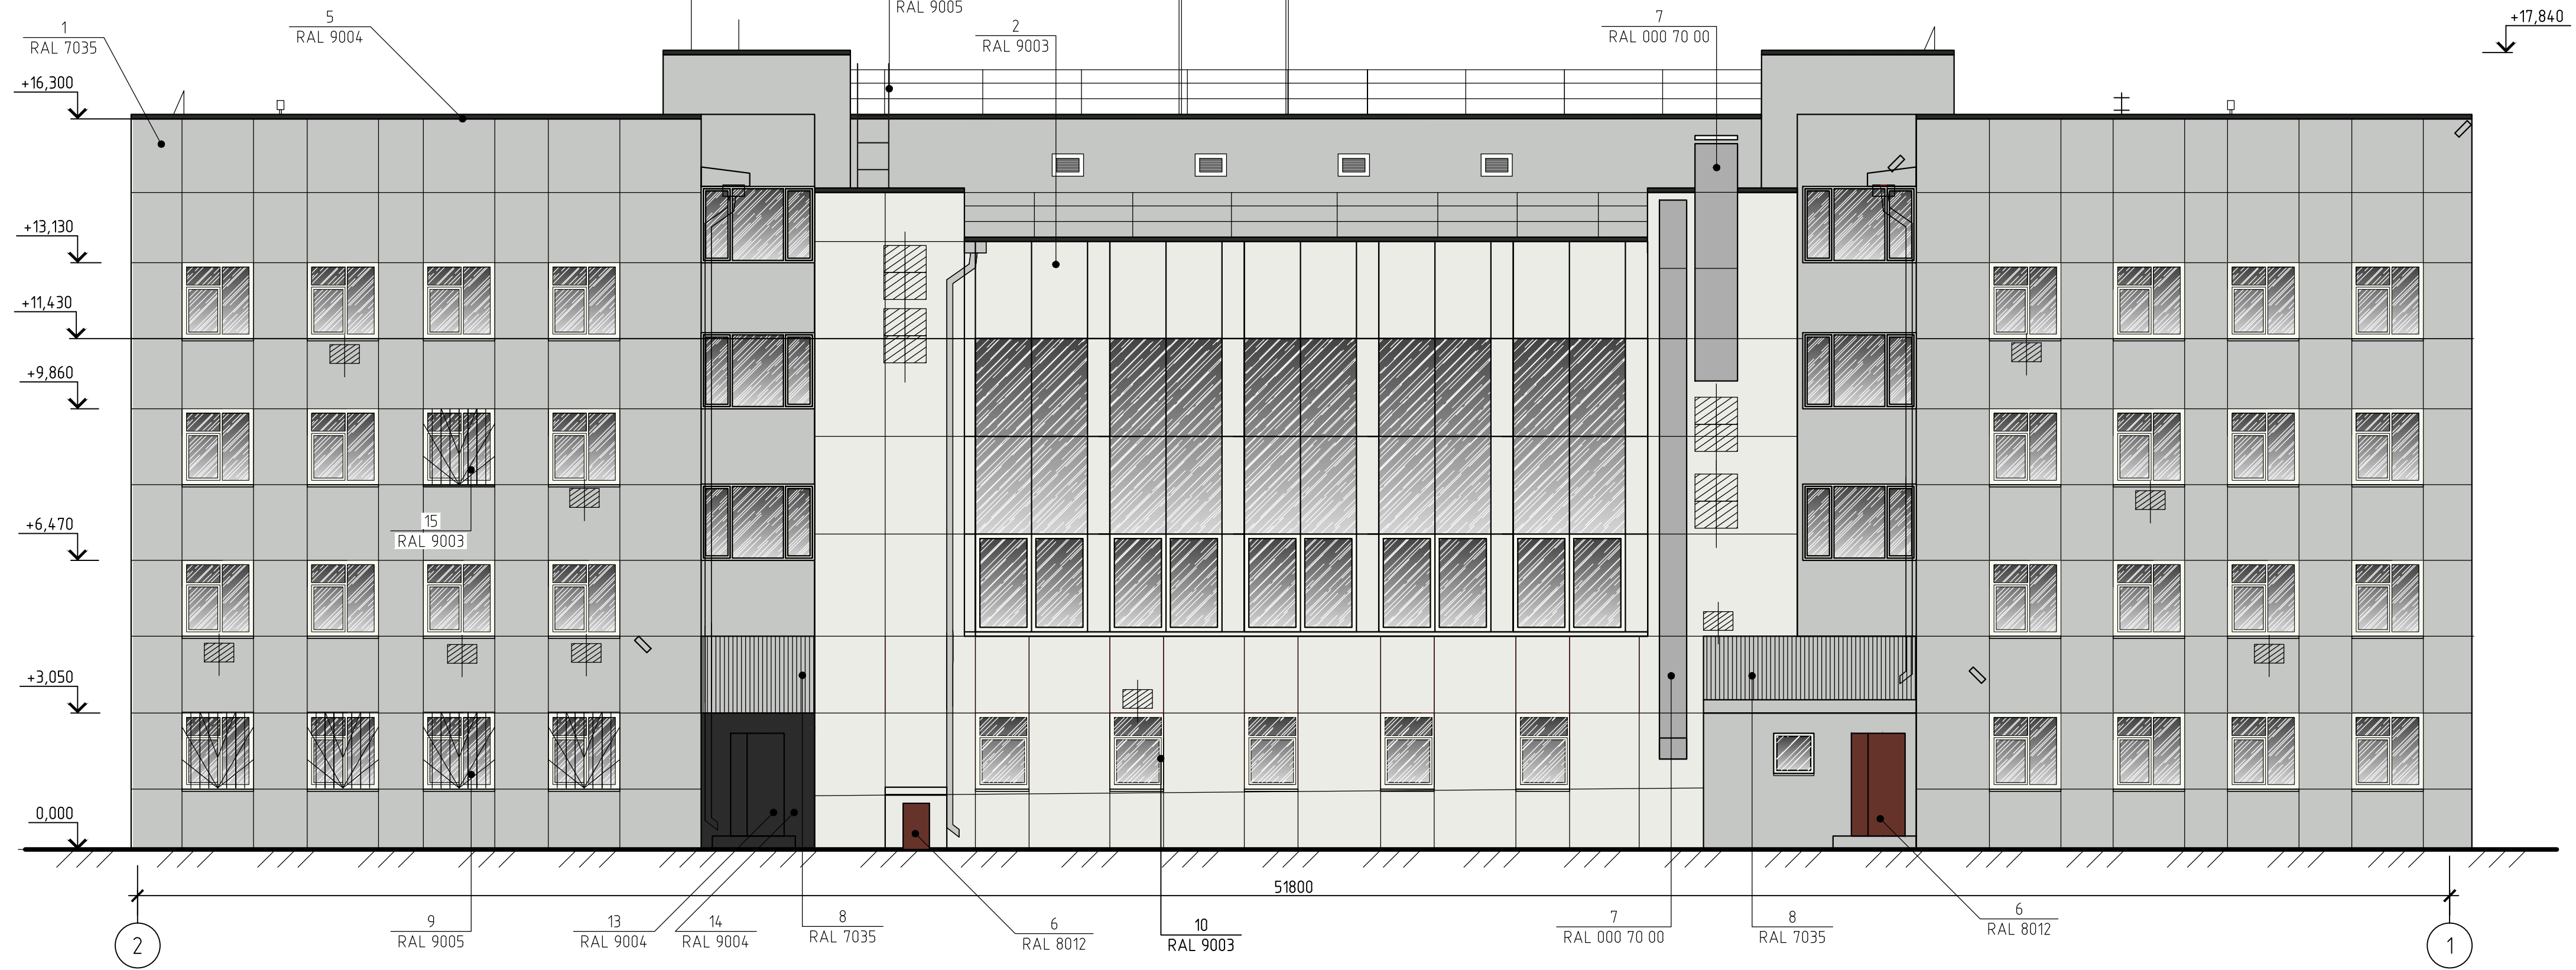 RAL 9005
1
RAL 7035
5
RAL 9004
2
RAL 9003
7
RAL 000 70 00
+17,840
+16,300
+13,130
+11,430
+9,860
+6,470
15
RAL 9003
+3,050
0,000
51800
9
RAL 9005
13
RAL 9004
14
RAL 9004
8
RAL 7035
6
RAL 8012
10
RAL 9003
7
RAL 000 70 00
8
RAL 7035
6
RAL 8012
2
1